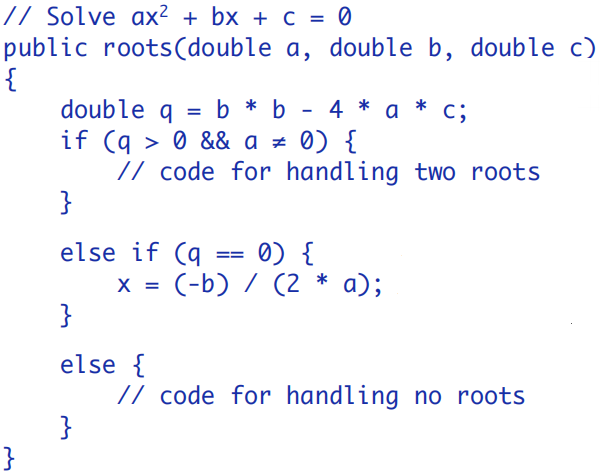 // Solve ax² + bx + c = 0
public roots(double a, double b, double c)
{
    double q = b * b - 4 * a * c;
    if (q > 0 && a ≠ 0) {
        // code for handling two roots
    }
    else if (q == 0) {
        x = (-b) / (2 * a);
    }
    else {
        // code for handling no roots
    }
}